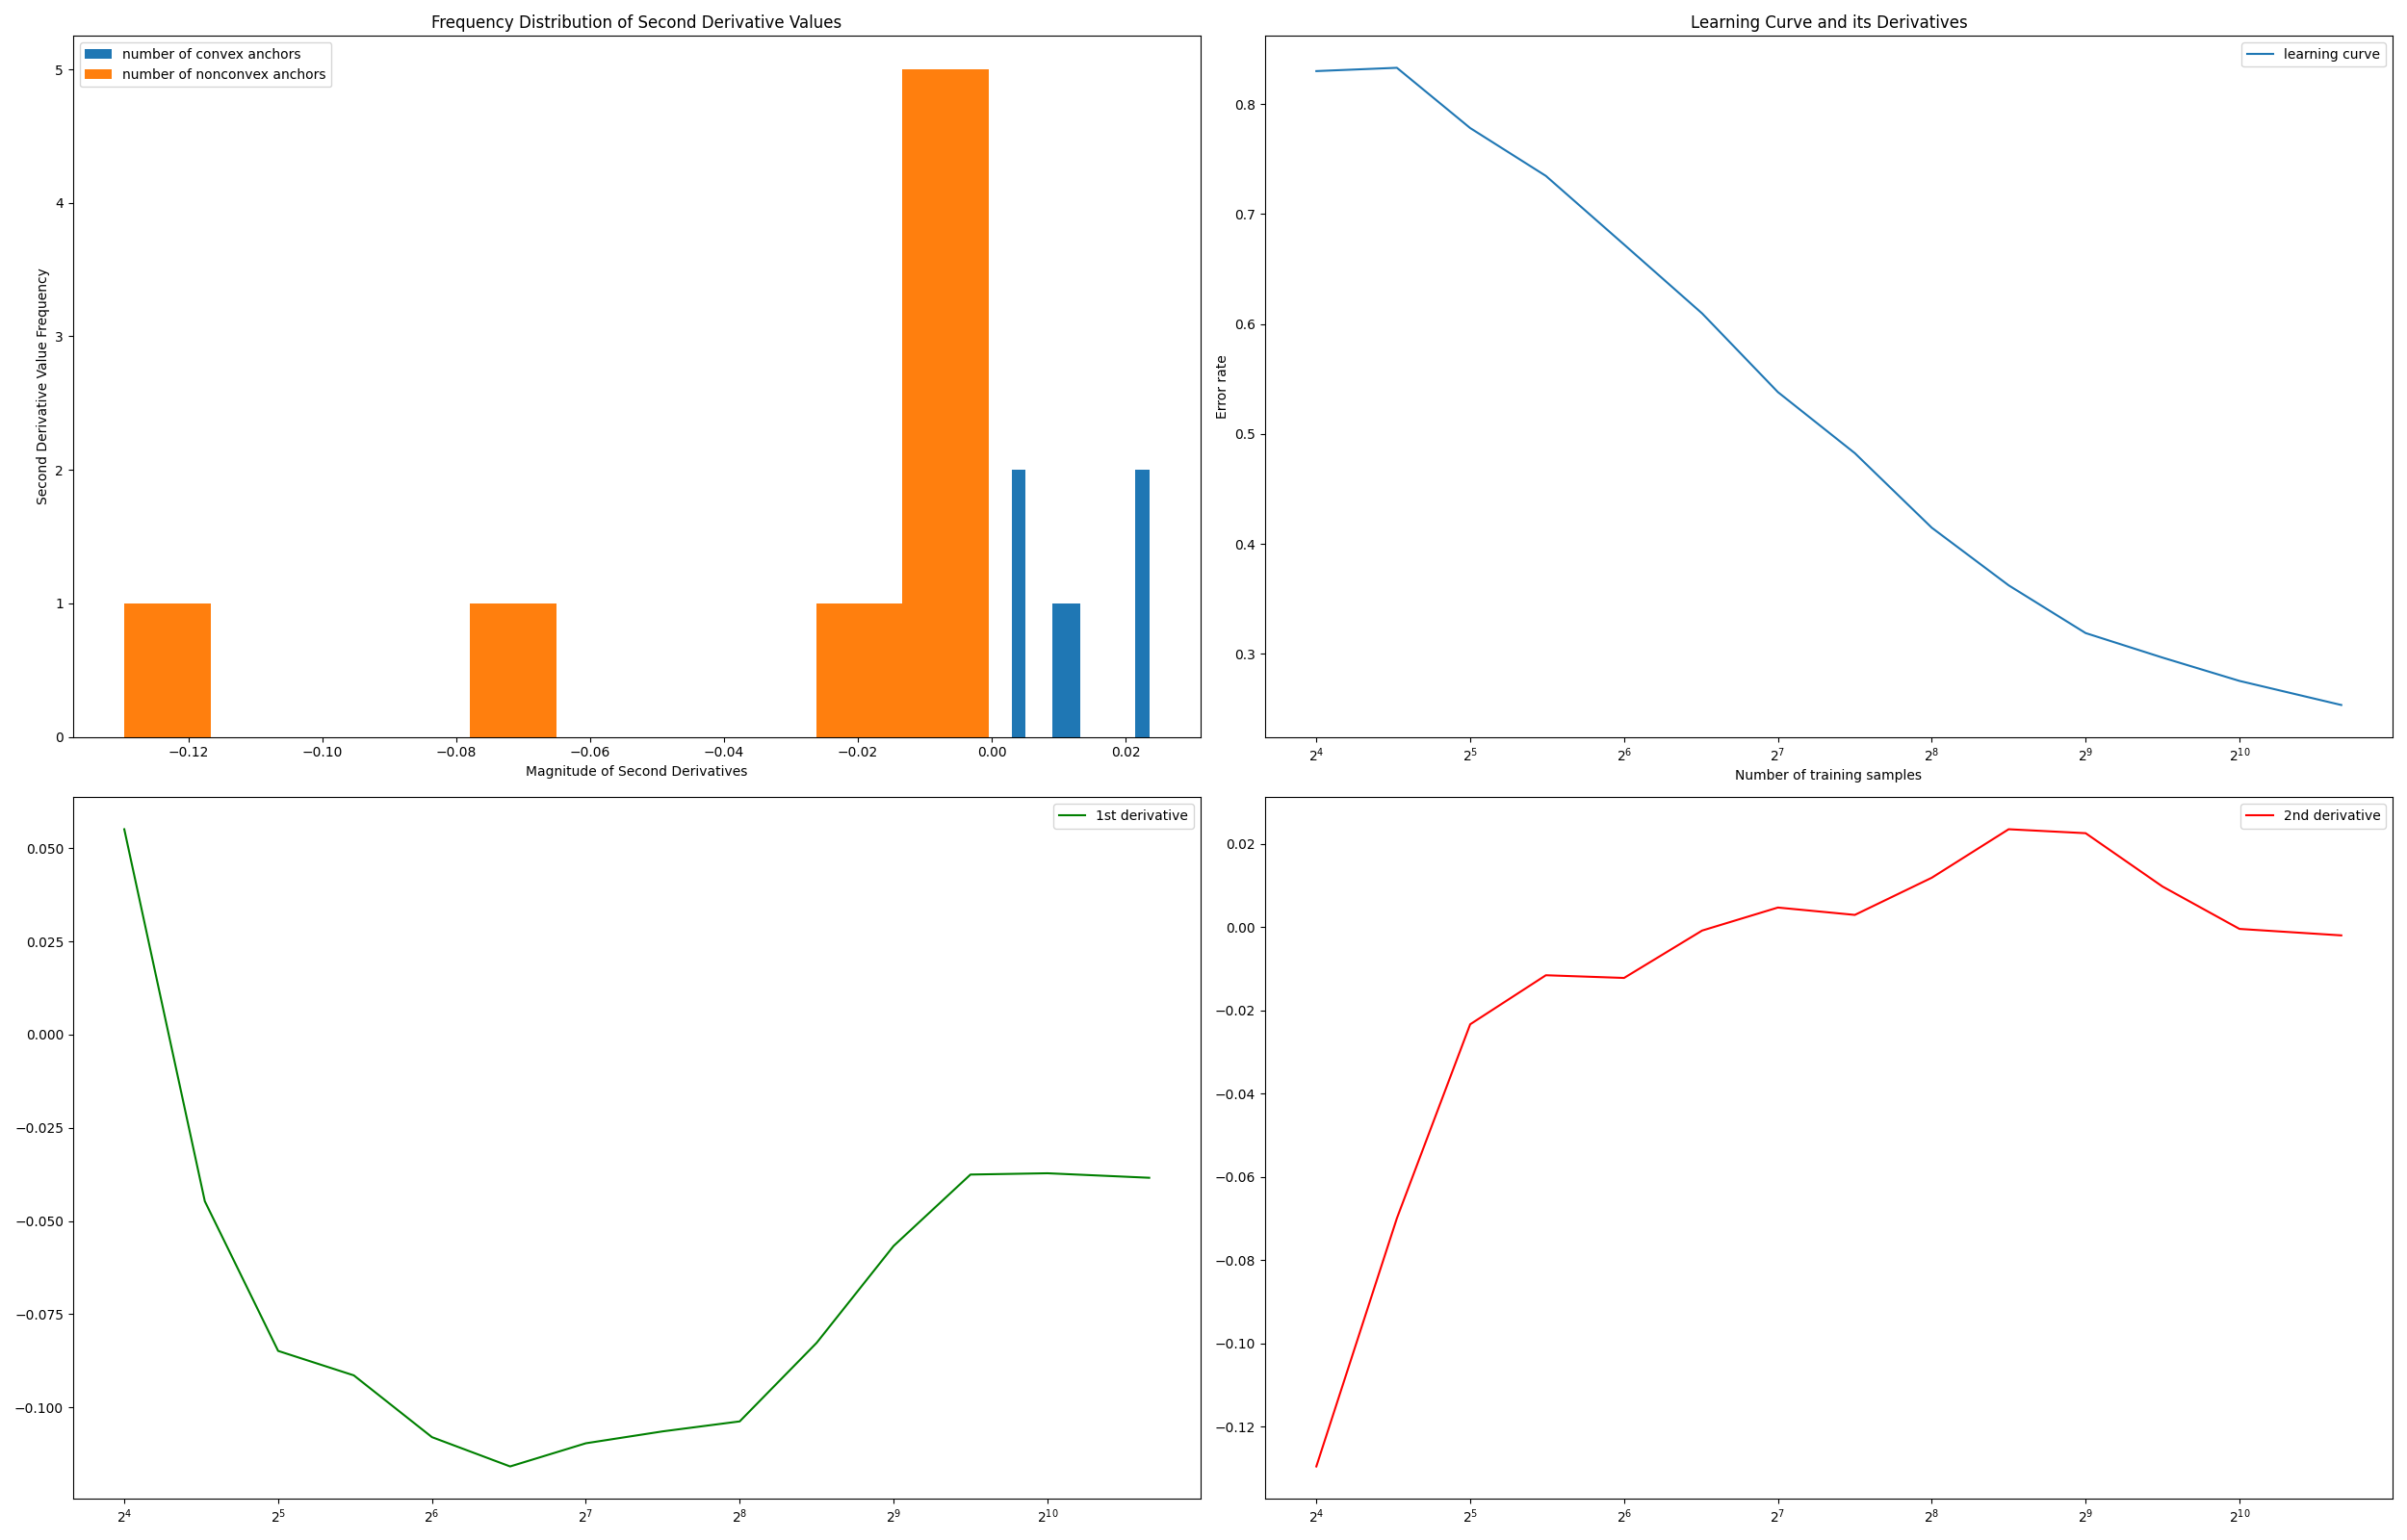 Frequency Distribution of Second Derivative Values
number of convex anchors
number of nonconvex anchors
Second Derivative Value Frequency
5
4
3
2
1
0
−0.12 −0.10 −0.08 −0.06 −0.04 −0.02 0.00 0.02
Magnitude of Second Derivatives
Learning Curve and its Derivatives
learning curve
Error rate
0.8
0.7
0.6
0.5
0.4
0.3
2⁴ 2⁵ 2⁶ 2⁷ 2⁸ 2⁹ 2¹⁰
Number of training samples
1st derivative
0.050
0.025
0.000
−0.025
−0.050
−0.075
−0.100
2⁴ 2⁵ 2⁶ 2⁷ 2⁸ 2⁹ 2¹⁰
2nd derivative
0.02
0.00
−0.02
−0.04
−0.06
−0.08
−0.10
−0.12
2⁴ 2⁵ 2⁶ 2⁷ 2⁸ 2⁹ 2¹⁰